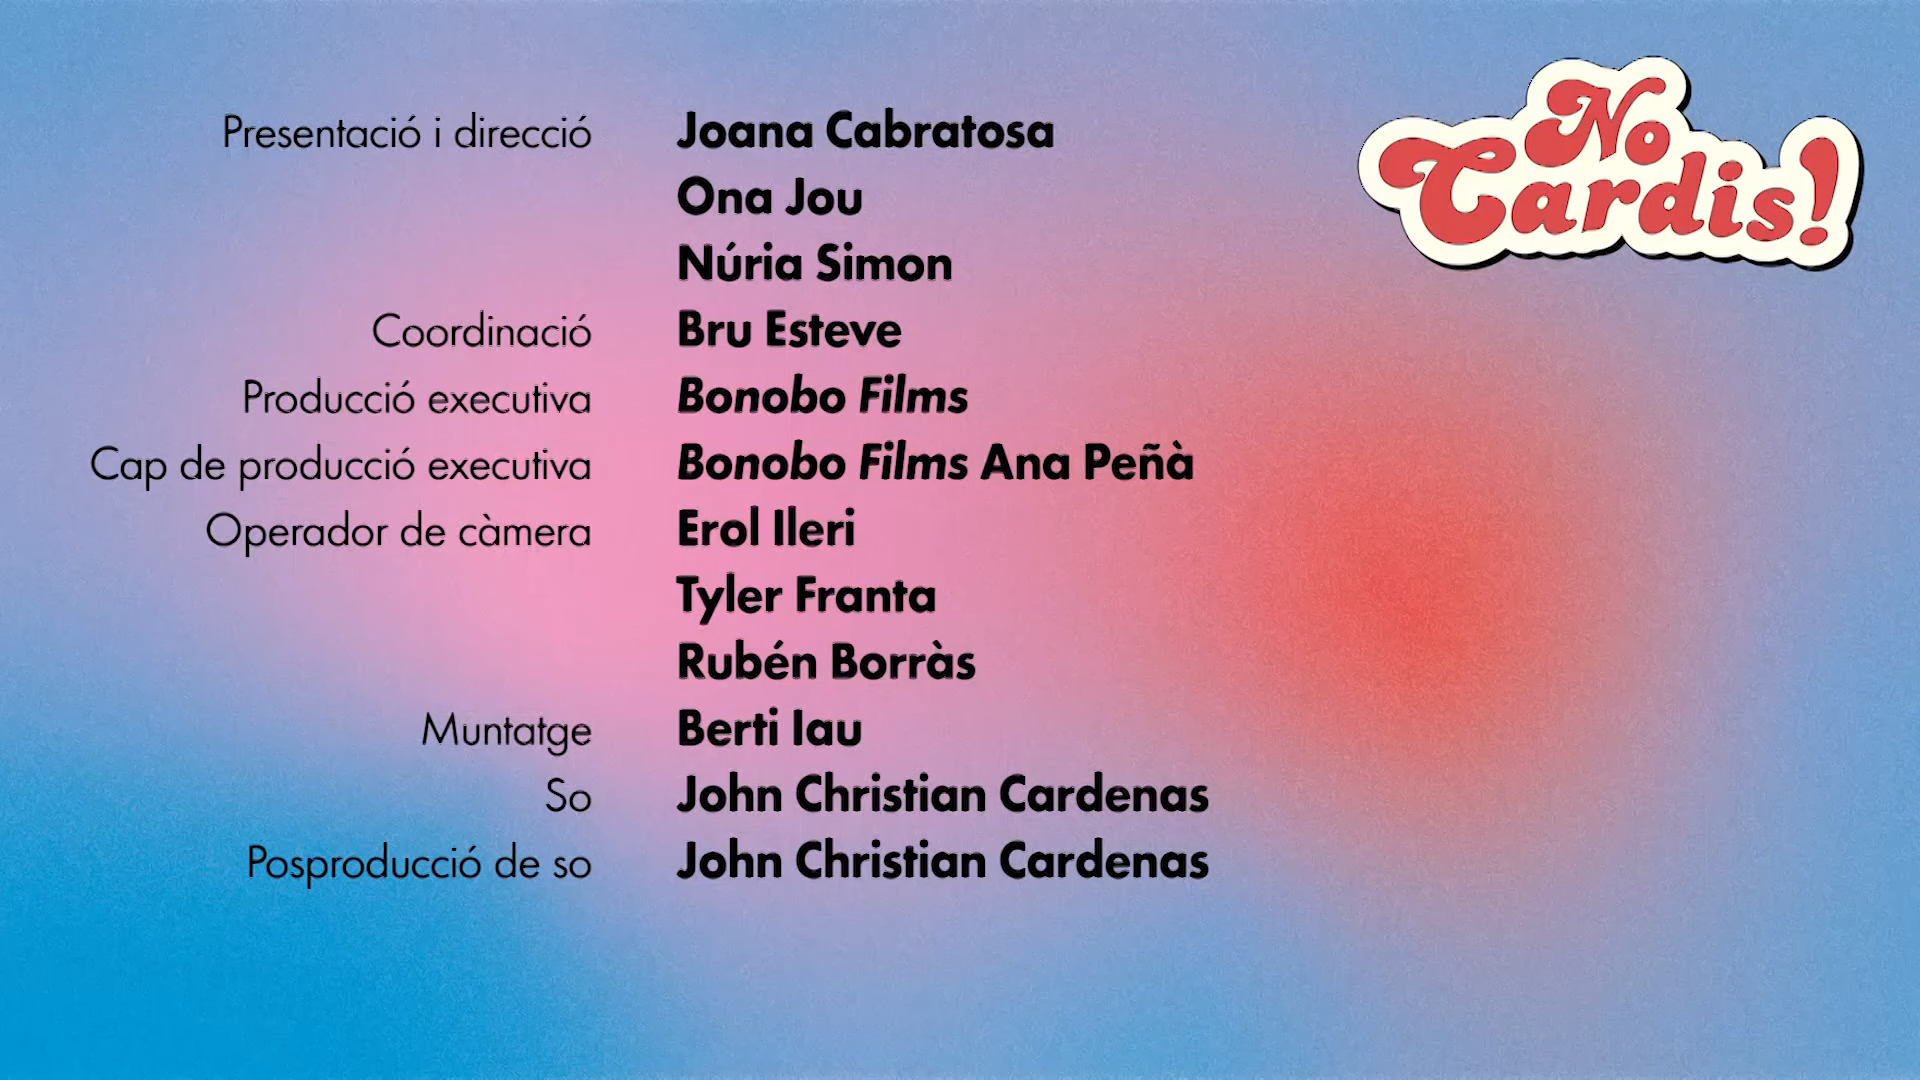 No
Cardis!
Presentació i direcció Joana Cabratosa
Ona Jou
Núria Simon
Coordinació Bru Esteve
Producció executiva Bonobo Films
Cap de producció executiva Bonobo Films Ana Peñà
Operador de càmera Erol Ileri
Tyler Franta
Rubén Borràs
Muntatge Berti Iau
So John Christian Cardenas
Posproducció de so John Christian Cardenas